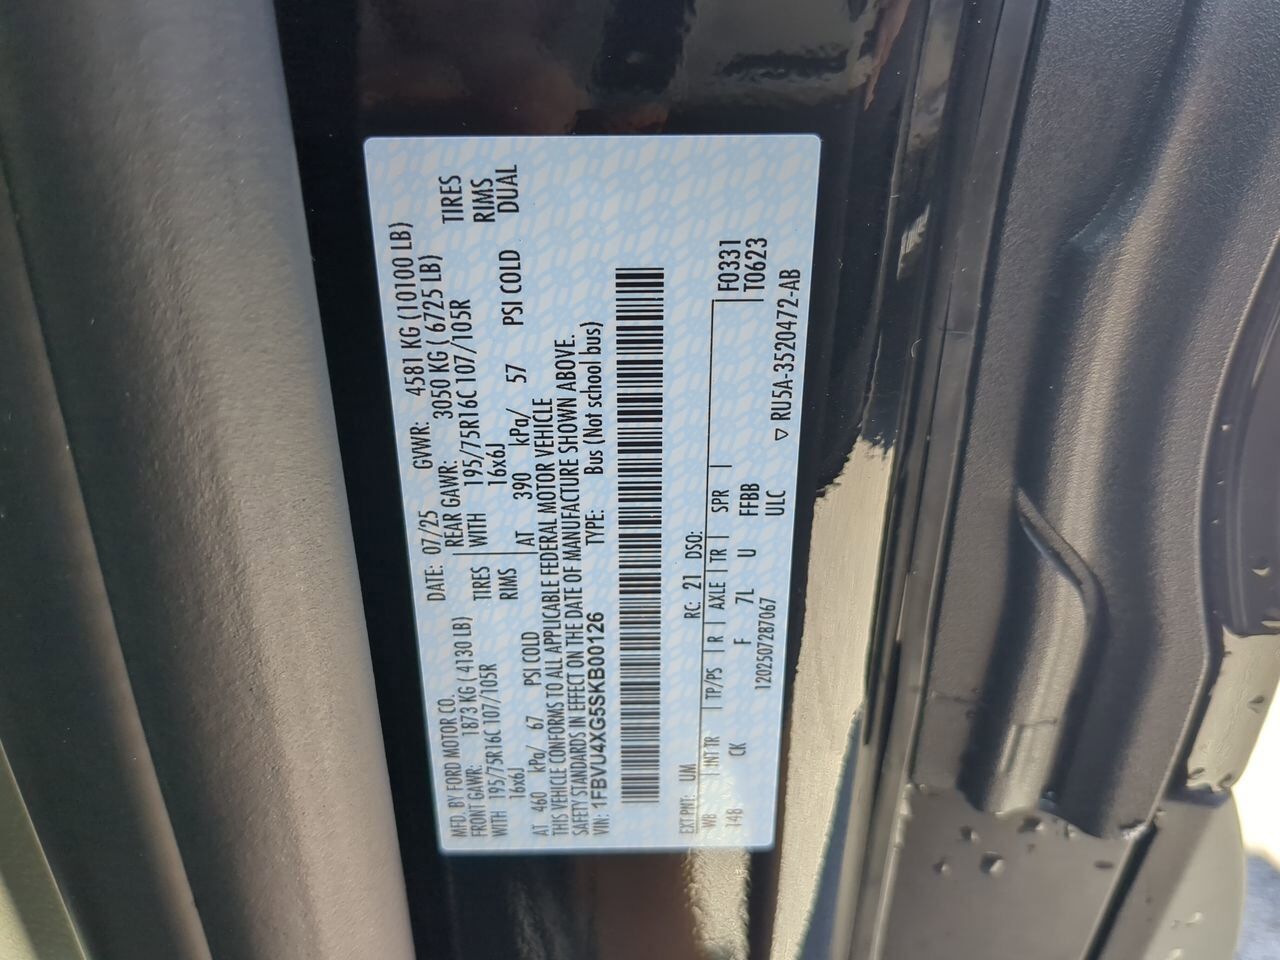 MFD. BY FORD MOTOR CO. DATE: 07/25 GVWR: 4581 KG (10100 LB)
FRONT GAWR: 1873 KG ( 4130 LB) REAR GAWR: 3050 KG ( 6725 LB)
WITH 195/75R16C 107/105R TIRES WITH 195/75R16C 107/105R TIRES
16x6J RIMS 16x6J RIMS
AT 460 kPa/ 67 PSI COLD AT 390 kPa/ 57 PSI COLD DUAL
THIS VEHICLE CONFORMS TO ALL APPLICABLE FEDERAL MOTOR VEHICLE
SAFETY STANDARDS IN EFFECT ON THE DATE OF MANUFACTURE SHOWN ABOVE.
VIN: 1FBVU4XG5SKB00126 TYPE: Bus (Not school bus)
EXT PNT: UM RC: 21 DSO:
WB INT TR TP/PS R AXLE TR SPR F0331
148 CK F 7L U FFBB T0623
1202507287067 ULC
▽ RU5A-3520472-AB